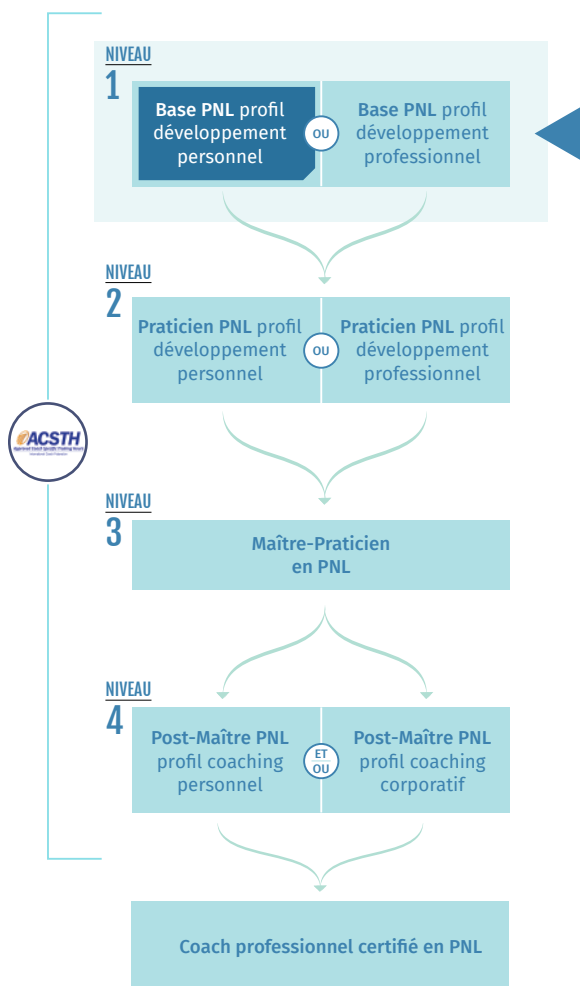 NIVEAU
1
Base PNL profil
développement
personnel
OU
Base PNL profil
développement
professionnel
NIVEAU
2
Praticien PNL profil
développement
personnel
OU
Praticien PNL profil
développement
professionnel
ACSTH
NIVEAU
3
Maître-Praticien
en PNL
NIVEAU
4
Post-Maître PNL
profil coaching
personnel
ET
OU
Post-Maître PNL
profil coaching
corporatif
Coach professionnel certifié en PNL